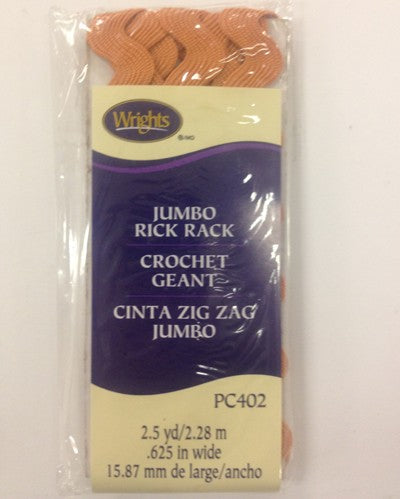 Wrights
JUMBO
RICK RACK
CROCHET
GEANT
CINTA ZIG ZAG
JUMBO
PC402
2.5 yd/2.28 m
.625 in wide
15.87 mm de large/ancho